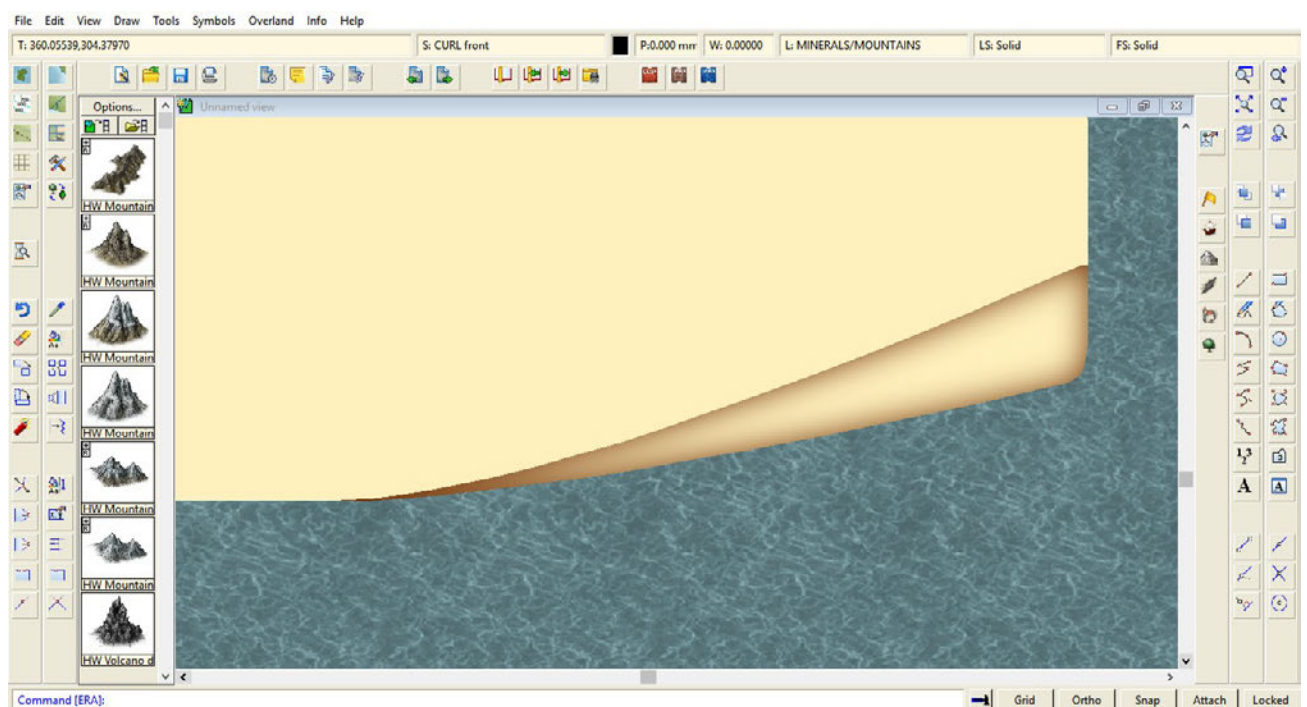 File Edit View Draw Tools Symbols Overland Info Help
T: 360.05539,304.37970 S: CURL front P:0.000 mm W: 0.00000 L: MINERALS/MOUNTAINS LS: Solid FS: Solid
Options...
Unnamed view
HW Mountain
HW Mountain
HW Mountain
HW Mountain
HW Mountain
HW Mountain
HW Volcano d
A A
Command [ERA]: Grid Ortho Snap Attach Locked